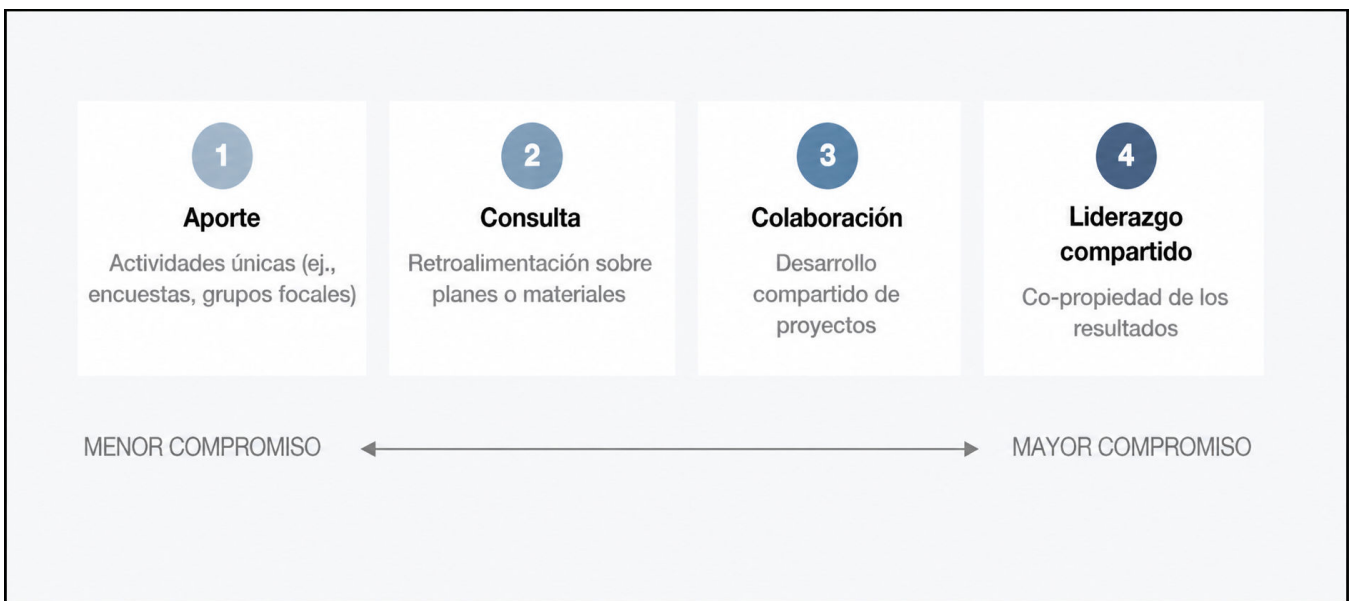 1
Aporte
Actividades únicas (ej.,
encuestas, grupos focales)
2
Consulta
Retroalimentación sobre
planes o materiales
3
Colaboración
Desarrollo
compartido de
proyectos
4
Liderazgo
compartido
Co-propiedad de los
resultados
MENOR COMPROMISO
MAYOR COMPROMISO